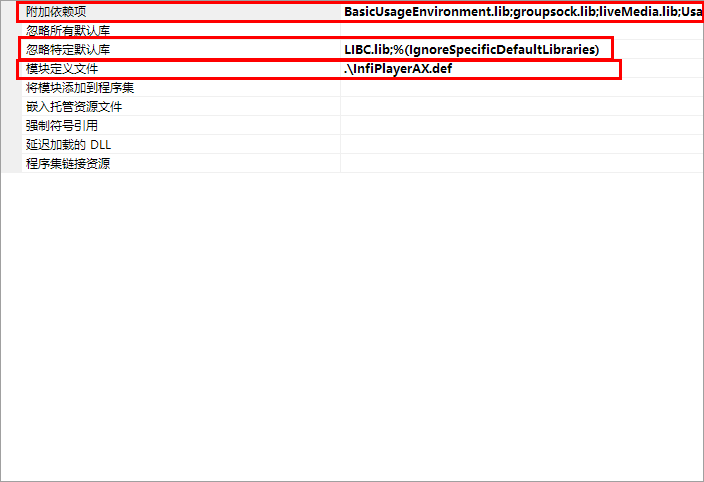 附加依赖项 BasicUsageEnvironment.lib;groupsock.lib;liveMedia.lib;Usa
忽略所有默认库
忽略特定默认库 LIBC.lib;%(IgnoreSpecificDefaultLibraries)
模块定义文件 .\InfiPlayerAX.def
将模块添加到程序集
嵌入托管资源文件
强制符号引用
延迟加载的 DLL
程序集链接资源